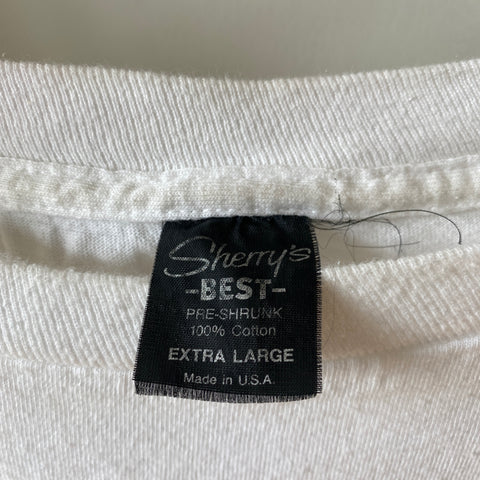 Sherry's
-BEST-
PRE-SHRUNK
100% Cotton
EXTRA LARGE
Made in U.S.A.